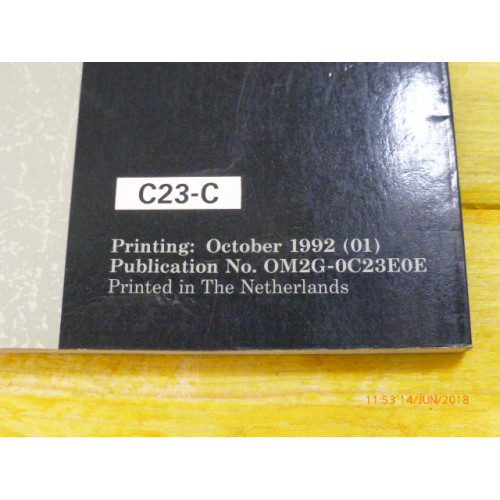 C23-C
Printing: October 1992 (01)
Publication No. OM2G-0C23E0E
Printed in The Netherlands
11:53 14/JUN/2018